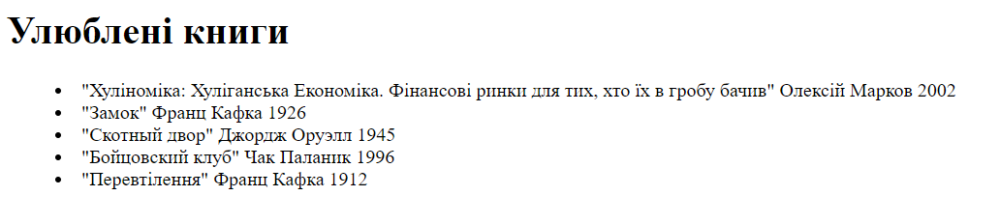 Улюблені книги
"Хуліноміка: Хуліганська Економіка. Фінансові ринки для тих, хто їх в гробу бачив" Олексій Марков 2002
"Замок" Франц Кафка 1926
"Скотный двор" Джордж Оруэлл 1945
"Бойцовский клуб" Чак Паланик 1996
"Перевтілення" Франц Кафка 1912